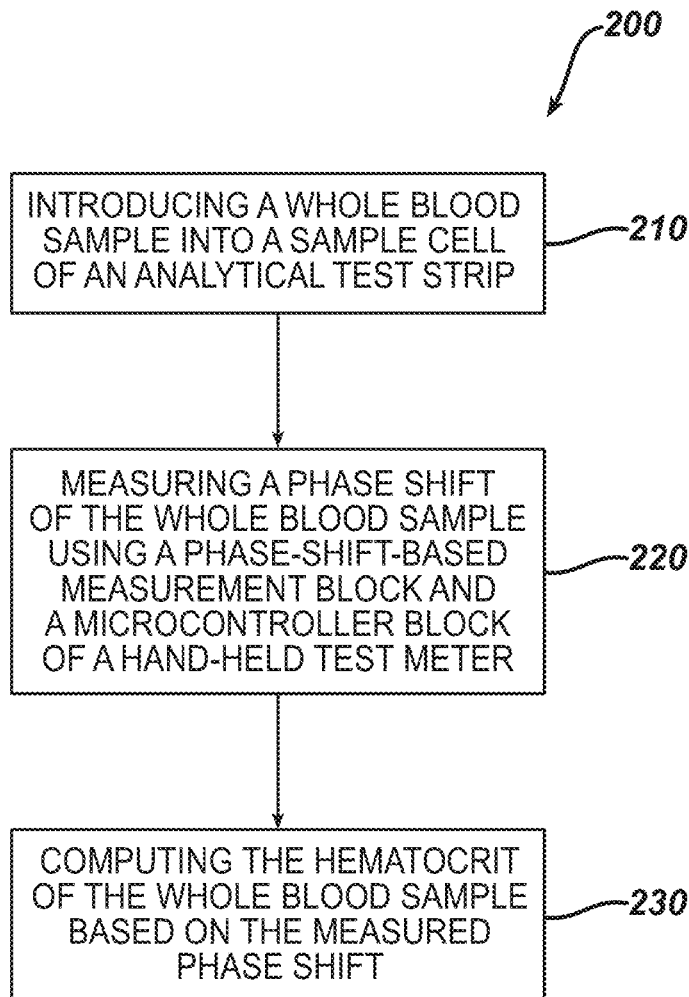 200
INTRODUCING A WHOLE BLOOD
SAMPLE INTO A SAMPLE CELL
OF AN ANALYTICAL TEST STRIP
210
MEASURING A PHASE SHIFT
OF THE WHOLE BLOOD SAMPLE
USING A PHASE-SHIFT-BASED
MEASUREMENT BLOCK AND
A MICROCONTROLLER BLOCK
OF A HAND-HELD TEST METER
220
COMPUTING THE HEMATOCRIT
OF THE WHOLE BLOOD SAMPLE
BASED ON THE MEASURED
PHASE SHIFT
230